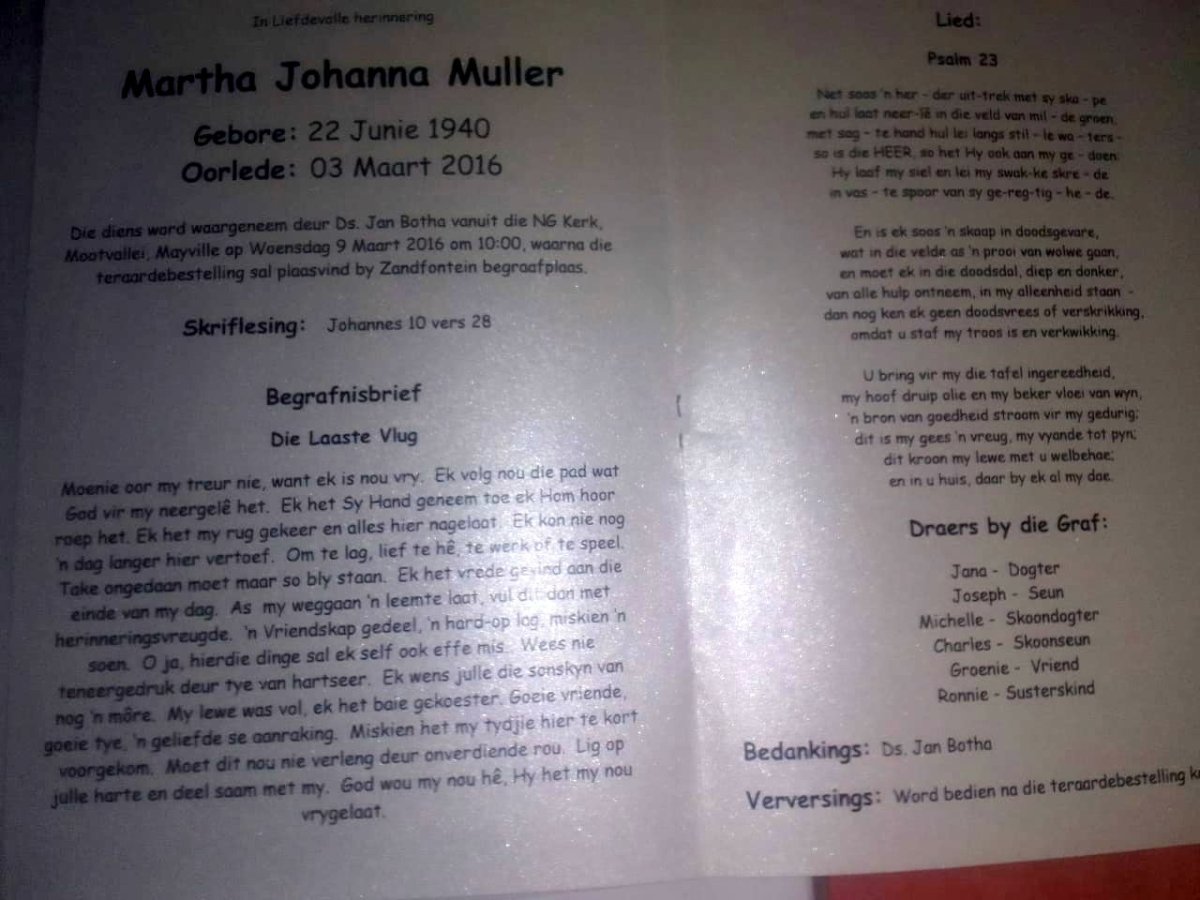 In Liefdevolle herinnering
Martha Johanna Muller
Gebore: 22 Junie 1940
Oorlede: 03 Maart 2016
Die diens word waargeneem deur Ds. Jan Botha vanuit die NG Kerk,
Mootvallei, Mayville op Woensdag 9 Maart 2016 om 10:00, waarna die
teraardebestelling sal plaasvind by Zandfontein begraafplaas.
Skriflesing: Johannes 10 vers 28
Begrafnisbrief
Die Laaste Vlug
Moenie oor my treur nie, want ek is nou vry. Ek volg nou die pad wat
God vir my neergelê het. Ek het Sy Hand geneem toe ek Hom hoor
roep het. Ek het my rug gekeer en alles hier nagelaat. Ek kon nie nog
'n dag langer hier vertoef. Om te lag, lief te hê, te werk of te speel.
Take ongedaan moet maar so bly staan. Ek het vrede gevind aan die
einde van my dag. As my weggaan 'n leemte laat, vul dit dan met
herinneringsvreugde. 'n Vriendskap gedeel, 'n hard-op lag, miskien 'n
soen. O ja, hierdie dinge sal ek self ook effe mis. Wees nie
teneergedruk deur tye van hartseer. Ek wens julle die sonskyn van
nog 'n môre. My lewe was vol, ek het baie gekoester. Goeie vriende,
goeie tye, 'n geliefde se aanraking. Miskien het my tydjie hier te kort
voorgekom. Moet dit nou nie verleng deur onverdiende rou. Lig op
julle harte en deel saam met my. God wou my nou hê, Hy het my nou
vrygelaat.
Lied:
Psalm 23
Net soos 'n her - der uit-trek met sy ska - pe
en hul laat neer-lê in die veld van mil - de groen,
met sag - te hand hul lei langs stil - le wa - ters -
so is die HEER, so het Hy ook aan my ge - doen.
Hy laaf my siel en lei my swak-ke skre - de
in vas - te spoor van sy ge-reg-tig - he - de.
En is ek soos 'n skaap in doodsgevare,
wat in die velde as 'n prooi van wolwe gaan,
en moet ek in die doodsdal, diep en donker,
van alle hulp ontneem, in my alleenheid staan -
dan nog ken ek geen doodsvrees of verskrikking,
omdat u staf my troos is en verkwikking.
U bring vir my die tafel ingereedheid,
my hoof druip olie en my beker vloei van wyn,
'n bron van goedheid stroom vir my gedurig;
dit is my gees 'n vreug, my vyande tot pyn;
dit kroon my lewe met u welbehae;
en in u huis, daar by ek al my dae.
Draers by die Graf:
Jana - Dogter
Joseph - Seun
Michelle - Skoondogter
Charles - Skoonseun
Groenie - Vriend
Ronnie - Susterskind
Bedankings: Ds. Jan Botha
Verversings: Word bedien na die teraardebestelling